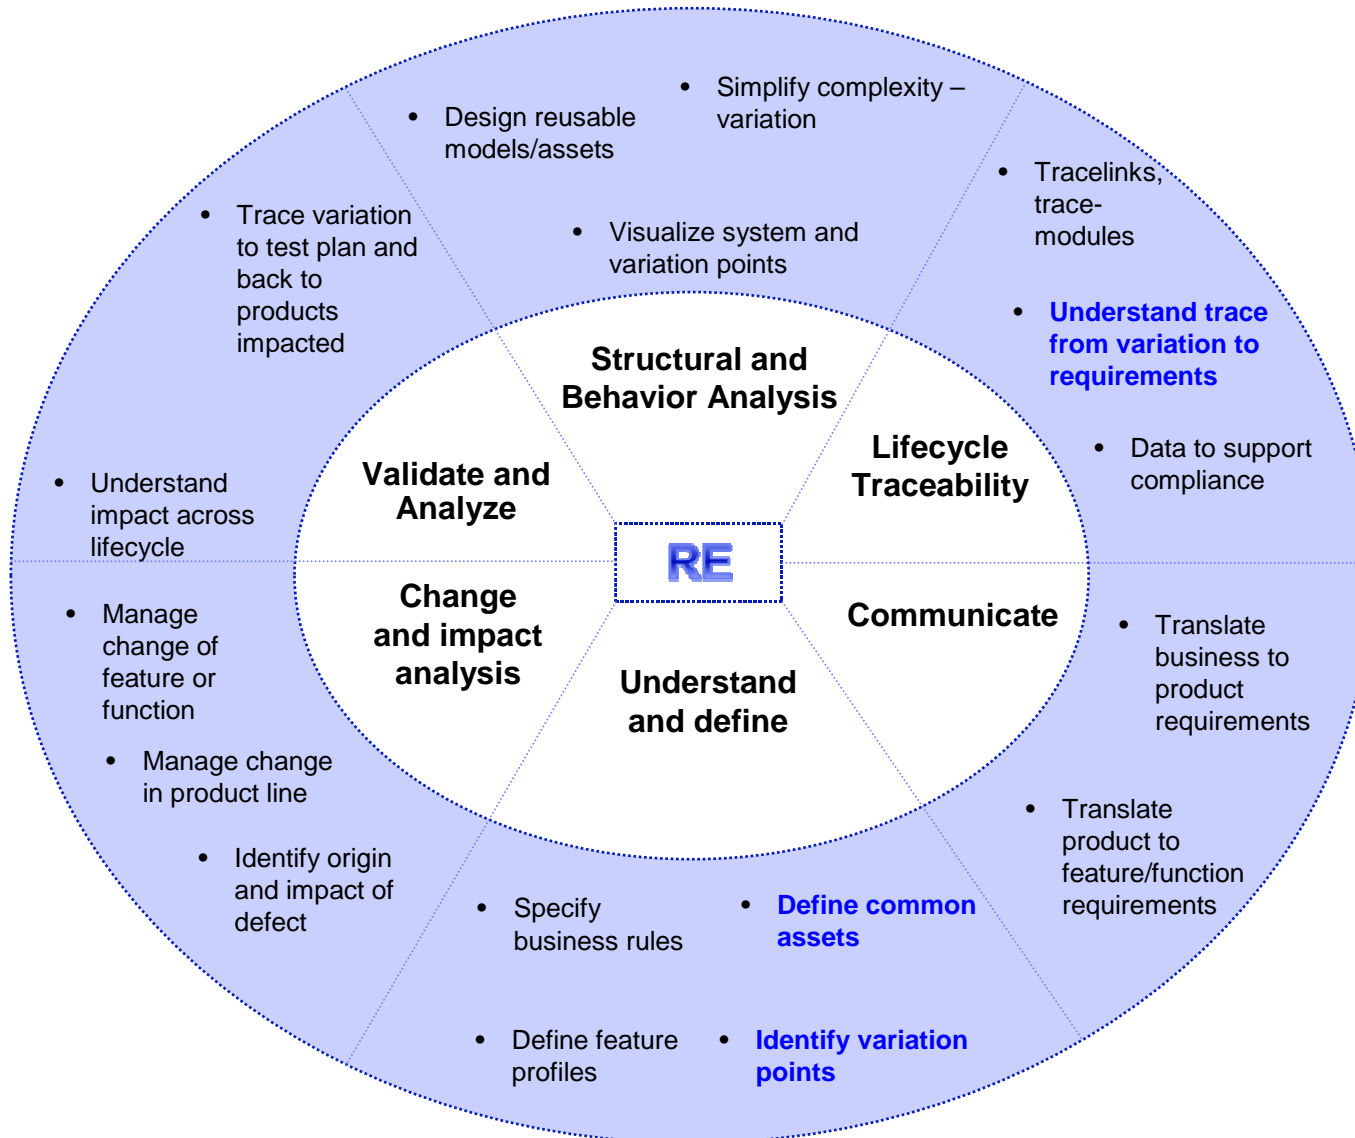 • Simplify complexity –
variation
• Design reusable
models/assets
• Visualize system and
variation points
• Tracelinks,
trace-
modules
• Understand trace
from variation to
requirements
• Data to support
compliance
• Trace variation
to test plan and
back to
products
impacted
• Understand
impact across
lifecycle
Structural and
Behavior Analysis
Lifecycle
Traceability
Validate and
Analyze
RE
Change
and impact
analysis
Communicate
Understand
and define
• Manage
change of
feature or
function
• Manage change
in product line
• Identify origin
and impact of
defect
• Translate
business to
product
requirements
• Translate
product to
feature/function
requirements
• Specify
business rules
• Define common
assets
• Define feature
profiles
• Identify variation
points